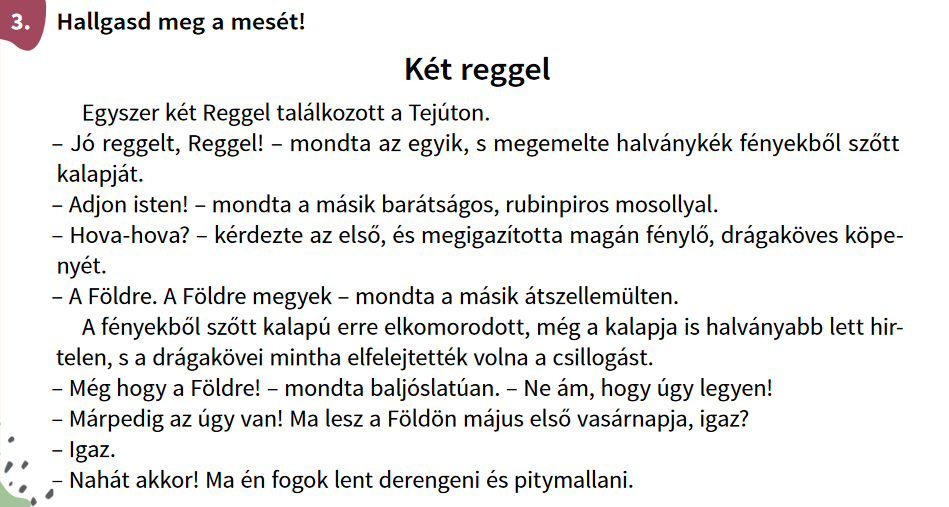 3. Hallgasd meg a mesét!
Két reggel
Egyszer két Reggel találkozott a Tejúton.
– Jó reggelt, Reggel! – mondta az egyik, s megemelte halványkék fényekből szőtt
kalapját.
– Adjon isten! – mondta a másik barátságos, rubinpiros mosollyal.
– Hova-hova? – kérdezte az első, és megigazította magán fénylő, drágaköves köpe-
nyét.
– A Földre. A Földre megyek – mondta a másik átszellemülten.
A fényekből szőtt kalapú erre elkomorodott, még a kalapja is halványabb lett hir-
telen, s a drágakövei mintha elfelejtették volna a csillogást.
– Még hogy a Földre! – mondta baljóslatúan. – Ne ám, hogy úgy legyen!
– Márpedig az úgy van! Ma lesz a Földön május első vasárnapja, igaz?
– Igaz.
– Nahát akkor! Ma én fogok lent derengeni és pitymallani.